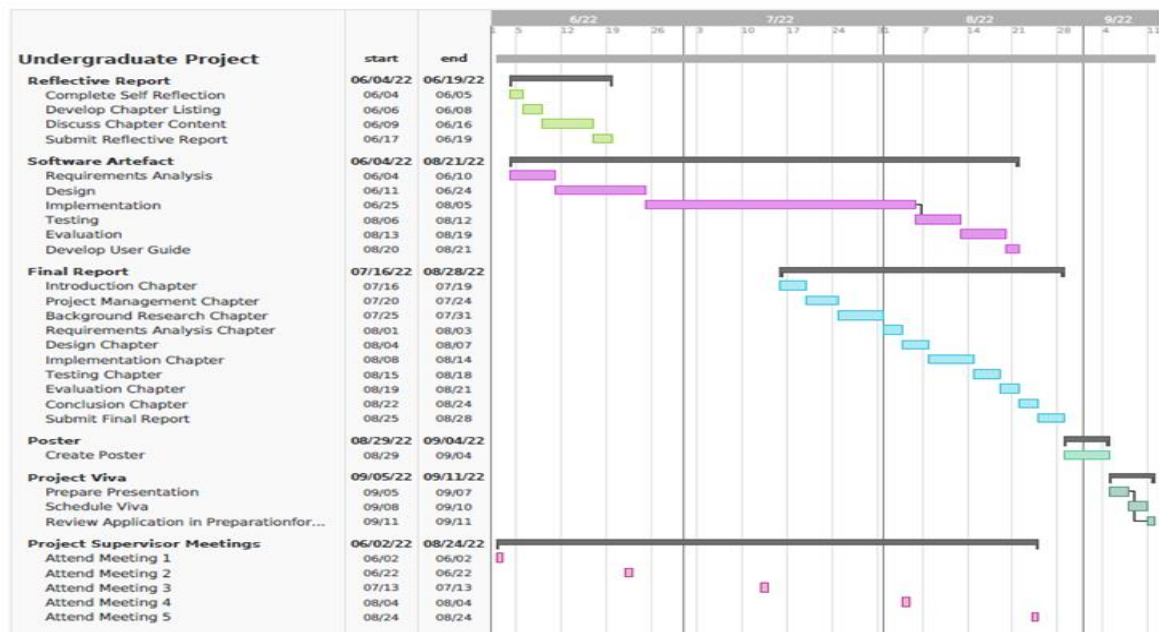 6/22 7/22 8/22 9/22
1 5 12 19 26 3 10 17 24 31 7 14 21 28 4 11
Undergraduate Project start end
Reflective Report 06/04/22 06/19/22
Complete Self Reflection 06/04 06/05
Develop Chapter Listing 06/06 06/08
Discuss Chapter Content 06/09 06/16
Submit Reflective Report 06/17 06/19
Software Artefact 06/04/22 08/21/22
Requirements Analysis 06/04 06/10
Design 06/11 06/24
Implementation 06/25 08/05
Testing 08/06 08/12
Evaluation 08/13 08/19
Develop User Guide 08/20 08/21
Final Report 07/16/22 08/28/22
Introduction Chapter 07/16 07/19
Project Management Chapter 07/20 07/24
Background Research Chapter 07/25 07/31
Requirements Analysis Chapter 08/01 08/03
Design Chapter 08/04 08/07
Implementation Chapter 08/08 08/14
Testing Chapter 08/15 08/18
Evaluation Chapter 08/19 08/21
Conclusion Chapter 08/22 08/24
Submit Final Report 08/25 08/28
Poster 08/29/22 09/04/22
Create Poster 08/29 09/04
Project Viva 09/05/22 09/11/22
Prepare Presentation 09/05 09/07
Schedule Viva 09/08 09/10
Review Application in Preparationfor... 09/11 09/11
Project Supervisor Meetings 06/02/22 08/24/22
Attend Meeting 1 06/02 06/02
Attend Meeting 2 06/22 06/22
Attend Meeting 3 07/13 07/13
Attend Meeting 4 08/04 08/04
Attend Meeting 5 08/24 08/24